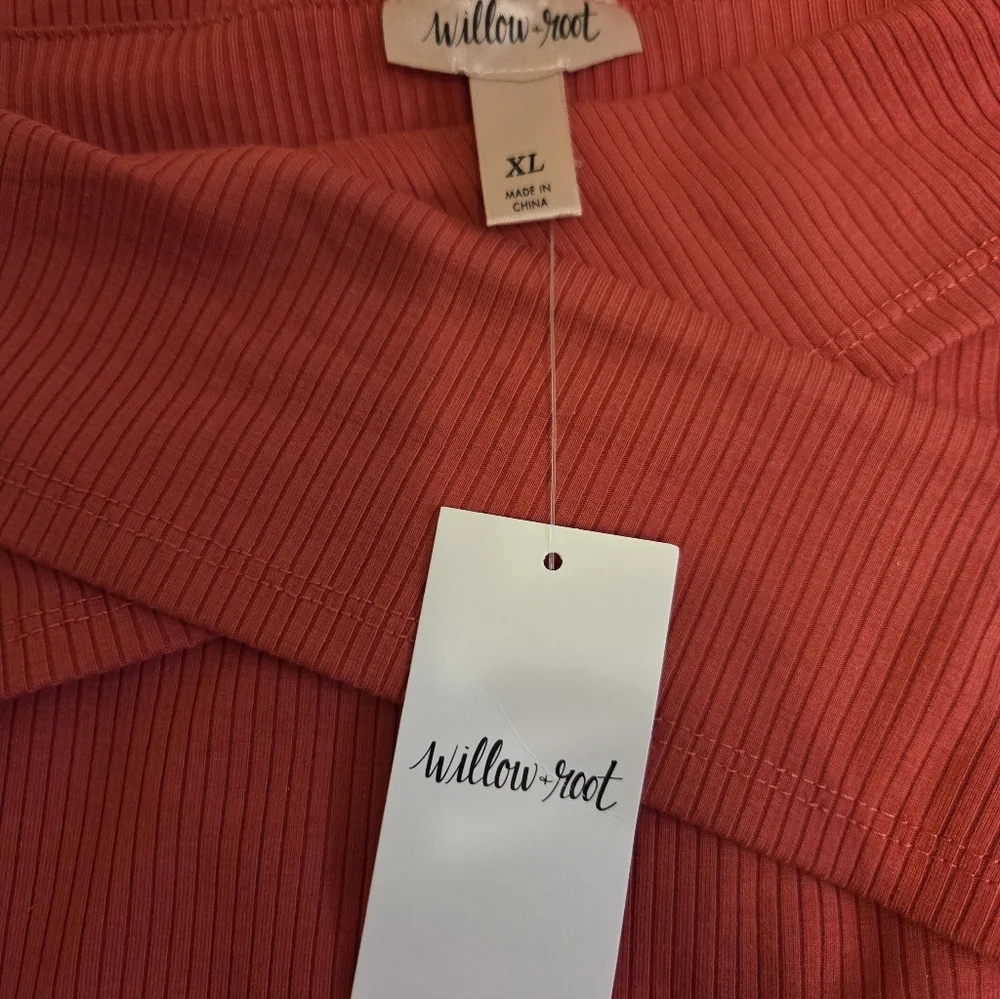 willow + root
XL
MADE IN
CHINA
willow + root